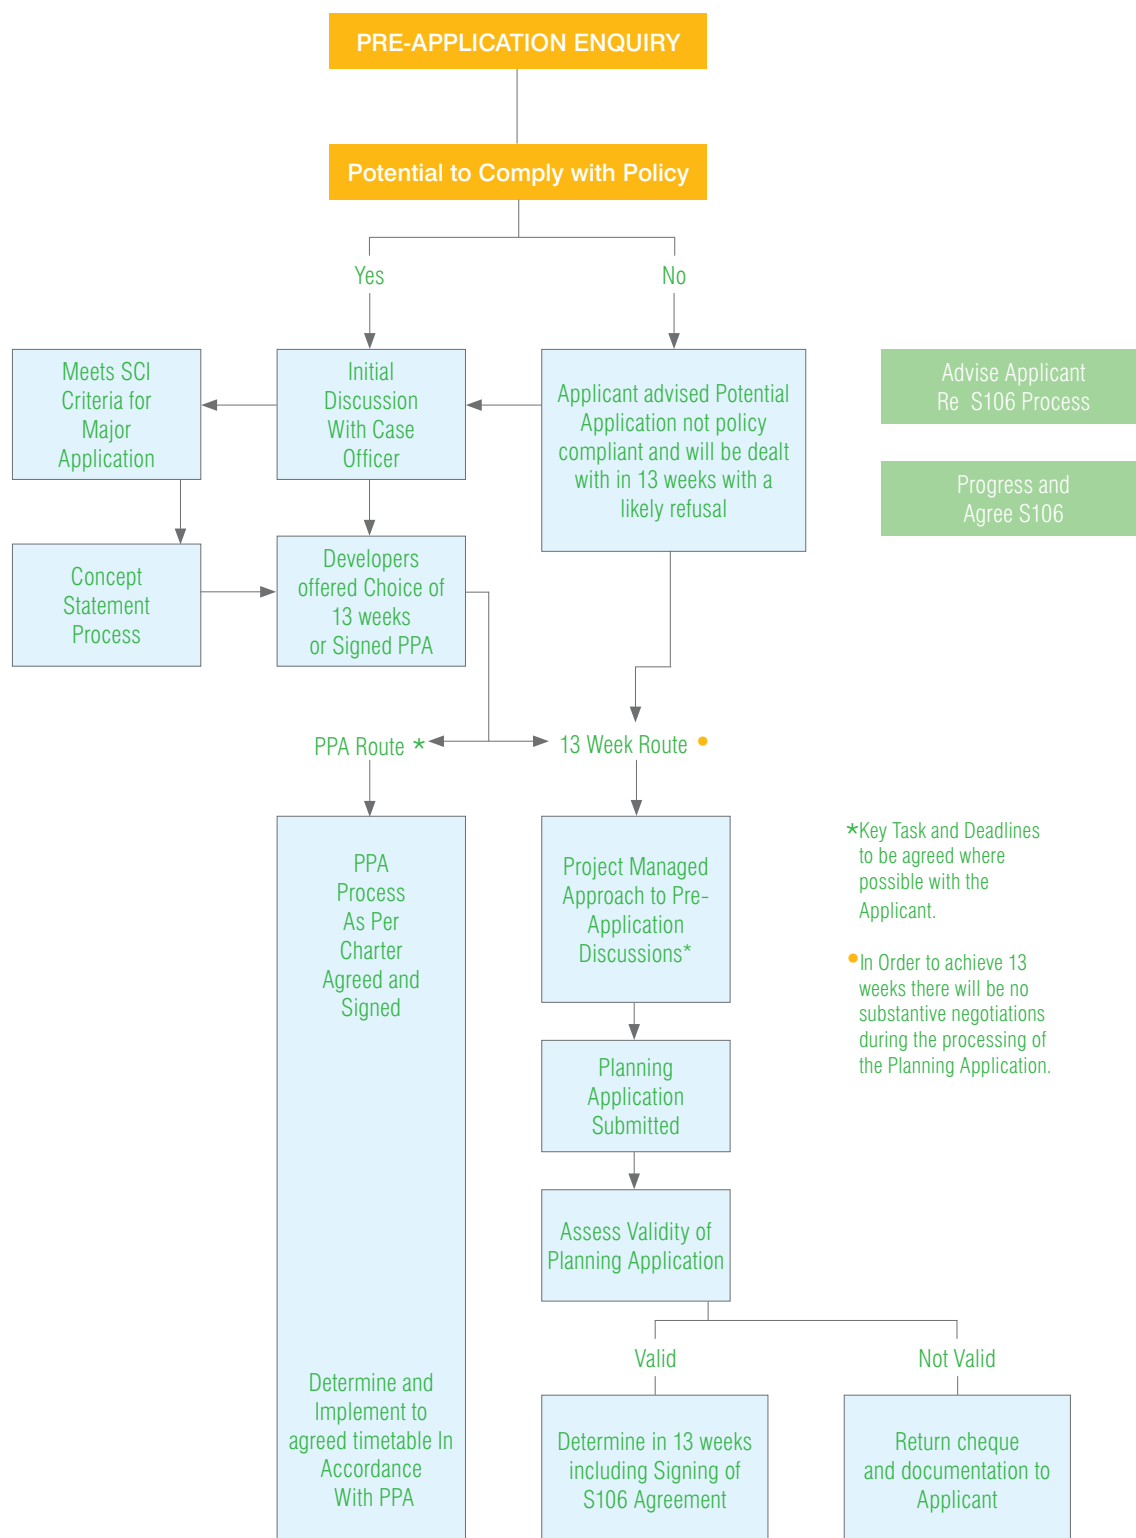 PRE-APPLICATION ENQUIRY
Potential to Comply with Policy
Yes
No
Meets SCI
Criteria for
Major
Application
Initial
Discussion
With Case
Officer
Applicant advised Potential
Application not policy
compliant and will be dealt
with in 13 weeks with a
likely refusal
Advise Applicant
Re S106 Process
Progress and
Agree S106
Concept
Statement
Process
Developers
offered Choice of
13 weeks
or Signed PPA
PPA Route *
13 Week Route •
PPA
Process
As Per
Charter
Agreed and
Signed
Determine and
Implement to
agreed timetable In
Accordance
With PPA
Project Managed
Approach to Pre-
Application
Discussions*
Planning
Application
Submitted
Assess Validity of
Planning Application
Valid
Not Valid
Determine in 13 weeks
including Signing of
S106 Agreement
Return cheque
and documentation to
Applicant
*Key Task and Deadlines
to be agreed where
possible with the
Applicant.
•In Order to achieve 13
weeks there will be no
substantive negotiations
during the processing of
the Planning Application.